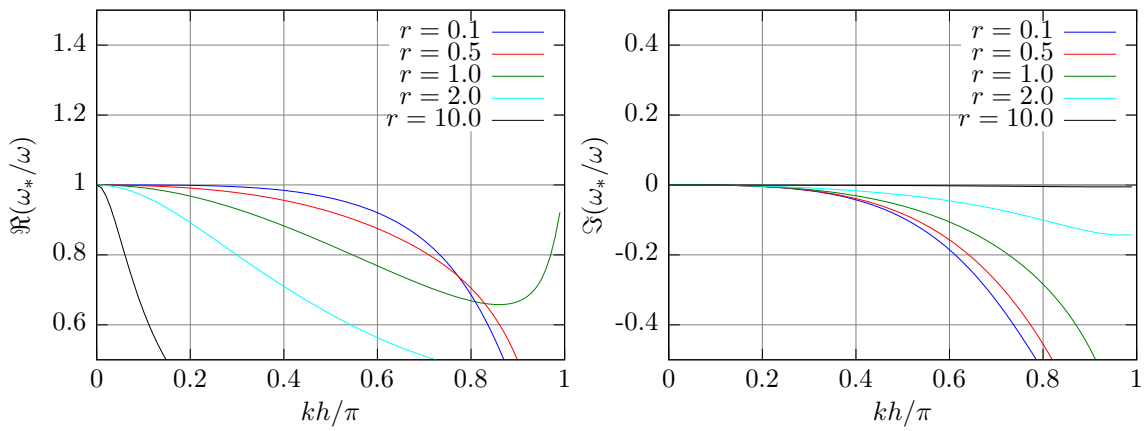 1.4
1.2
1
0.8
0.6
ℜ(ω∗/ω)
r = 0.1
r = 0.5
r = 1.0
r = 2.0
r = 10.0
0 0.2 0.4 0.6 0.8 1
kh/π
0.4
0.2
0
-0.2
-0.4
ℑ(ω∗/ω)
r = 0.1
r = 0.5
r = 1.0
r = 2.0
r = 10.0
0 0.2 0.4 0.6 0.8 1
kh/π